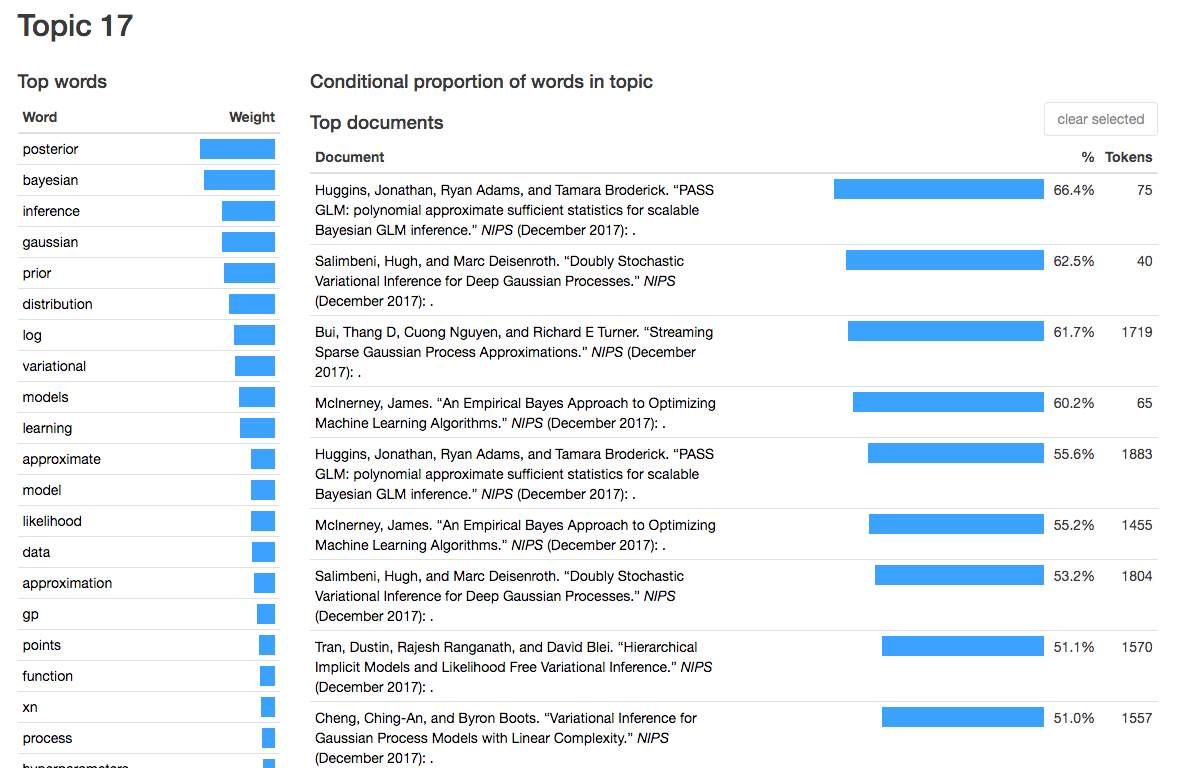 Topic 17
Top words
Word Weight
posterior
bayesian
inference
gaussian
prior
distribution
log
variational
models
learning
approximate
model
likelihood
data
approximation
gp
points
function
xn
process
hyperparameters
Conditional proportion of words in topic
Top documents
clear selected
Document % Tokens
Huggins, Jonathan, Ryan Adams, and Tamara Broderick. “PASS
GLM: polynomial approximate sufficient statistics for scalable
Bayesian GLM inference.” NIPS (December 2017): .
66.4% 75
Salimbeni, Hugh, and Marc Deisenroth. “Doubly Stochastic
Variational Inference for Deep Gaussian Processes.” NIPS
(December 2017): .
62.5% 40
Bui, Thang D, Cuong Nguyen, and Richard E Turner. “Streaming
Sparse Gaussian Process Approximations.” NIPS (December
2017): .
61.7% 1719
McInerney, James. “An Empirical Bayes Approach to Optimizing
Machine Learning Algorithms.” NIPS (December 2017): .
60.2% 65
Huggins, Jonathan, Ryan Adams, and Tamara Broderick. “PASS
GLM: polynomial approximate sufficient statistics for scalable
Bayesian GLM inference.” NIPS (December 2017): .
55.6% 1883
McInerney, James. “An Empirical Bayes Approach to Optimizing
Machine Learning Algorithms.” NIPS (December 2017): .
55.2% 1455
Salimbeni, Hugh, and Marc Deisenroth. “Doubly Stochastic
Variational Inference for Deep Gaussian Processes.” NIPS
(December 2017): .
53.2% 1804
Tran, Dustin, Rajesh Ranganath, and David Blei. “Hierarchical
Implicit Models and Likelihood Free Variational Inference.” NIPS
(December 2017): .
51.1% 1570
Cheng, Ching-An, and Byron Boots. “Variational Inference for
Gaussian Process Models with Linear Complexity.” NIPS
(December 2017): .
51.0% 1557